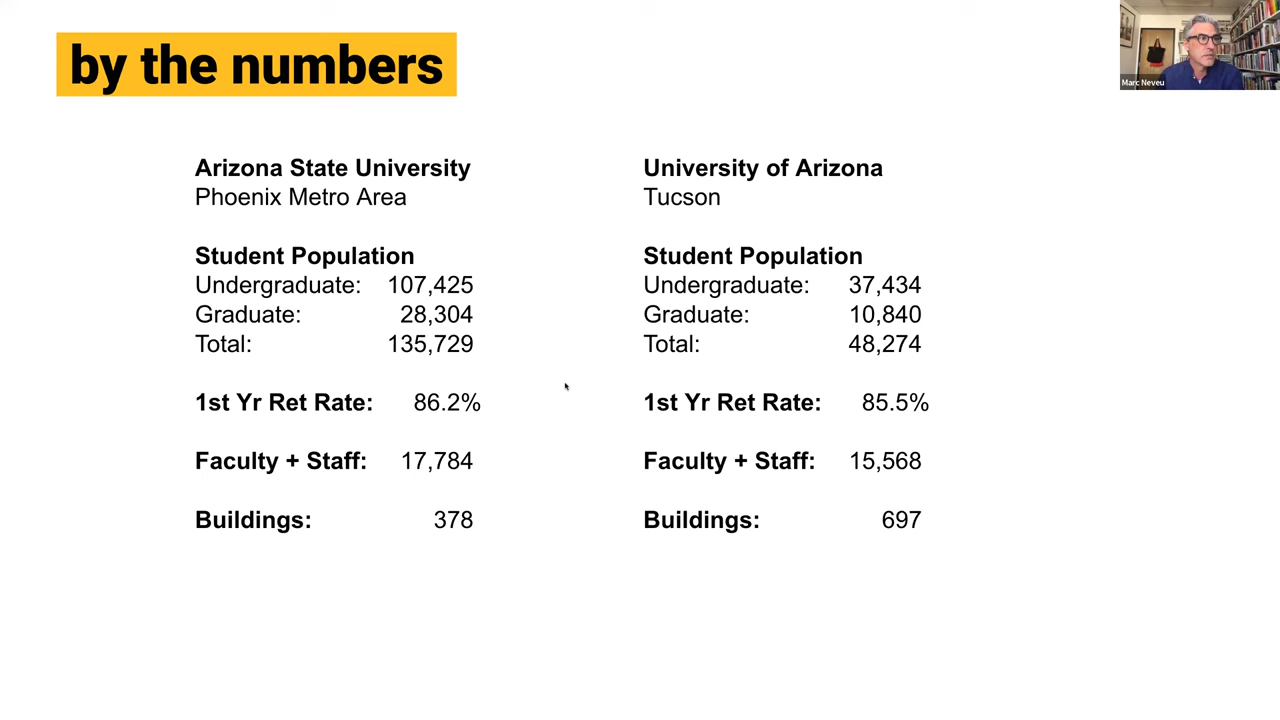 by the numbers
Marc Neveu
Arizona State University
Phoenix Metro Area
Student Population
Undergraduate: 107,425
Graduate: 28,304
Total: 135,729
1st Yr Ret Rate: 86.2%
Faculty + Staff: 17,784
Buildings: 378
University of Arizona
Tucson
Student Population
Undergraduate: 37,434
Graduate: 10,840
Total: 48,274
1st Yr Ret Rate: 85.5%
Faculty + Staff: 15,568
Buildings: 697